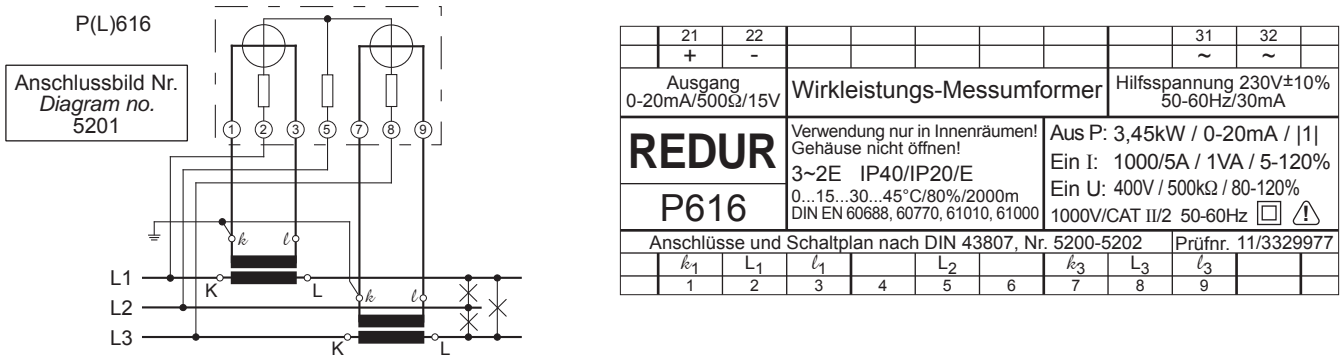 P(L)616
Anschlussbild Nr.
Diagram no.
5201
1 2 3 5 7 8 9
k l
L1
K L
L2
k l
L3
K L
21 22 31 32
+ - ~ ~
Ausgang
0-20mA/500Ω/15V
Wirkleistungs-Messumformer
Hilfsspannung 230V±10%
50-60Hz/30mA
REDUR
P616
Verwendung nur in Innenräumen!
Gehäuse nicht öffnen!
3~2E IP40/IP20/E
0...15...30...45°C/80%/2000m
DIN EN 60688, 60770, 61010, 61000
Aus P: 3,45kW / 0-20mA / |1|
Ein I: 1000/5A / 1VA / 5-120%
Ein U: 400V / 500kΩ / 80-120%
1000V/CAT II/2 50-60Hz
Anschlüsse und Schaltplan nach DIN 43807, Nr. 5200-5202
Prüfnr. 11/3329977
k1 L1 l1 L2 k3 L3 l3
1 2 3 4 5 6 7 8 9